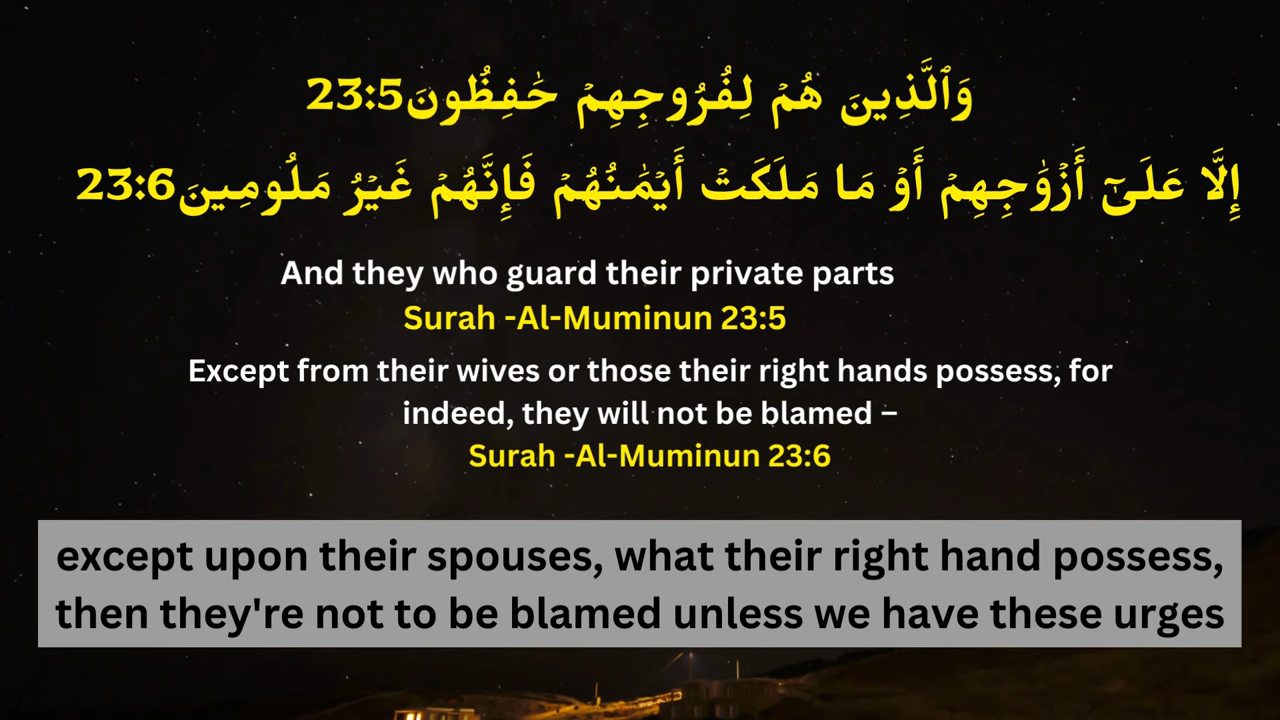 وَٱلَّذِينَ هُمۡ لِفُرُوجِهِمۡ حَٰفِظُونَ23:5
إِلَّا عَلَىٰٓ أَزۡوَٰجِهِمۡ أَوۡ مَا مَلَكَتۡ أَيۡمَٰنُهُمۡ فَإِنَّهُمۡ غَيۡرُ مَلُومِينَ23:6
And they who guard their private parts
Surah -Al-Muminun 23:5
Except from their wives or those their right hands possess, for
indeed, they will not be blamed –
Surah -Al-Muminun 23:6
except upon their spouses, what their right hand possess,
then they're not to be blamed unless we have these urges